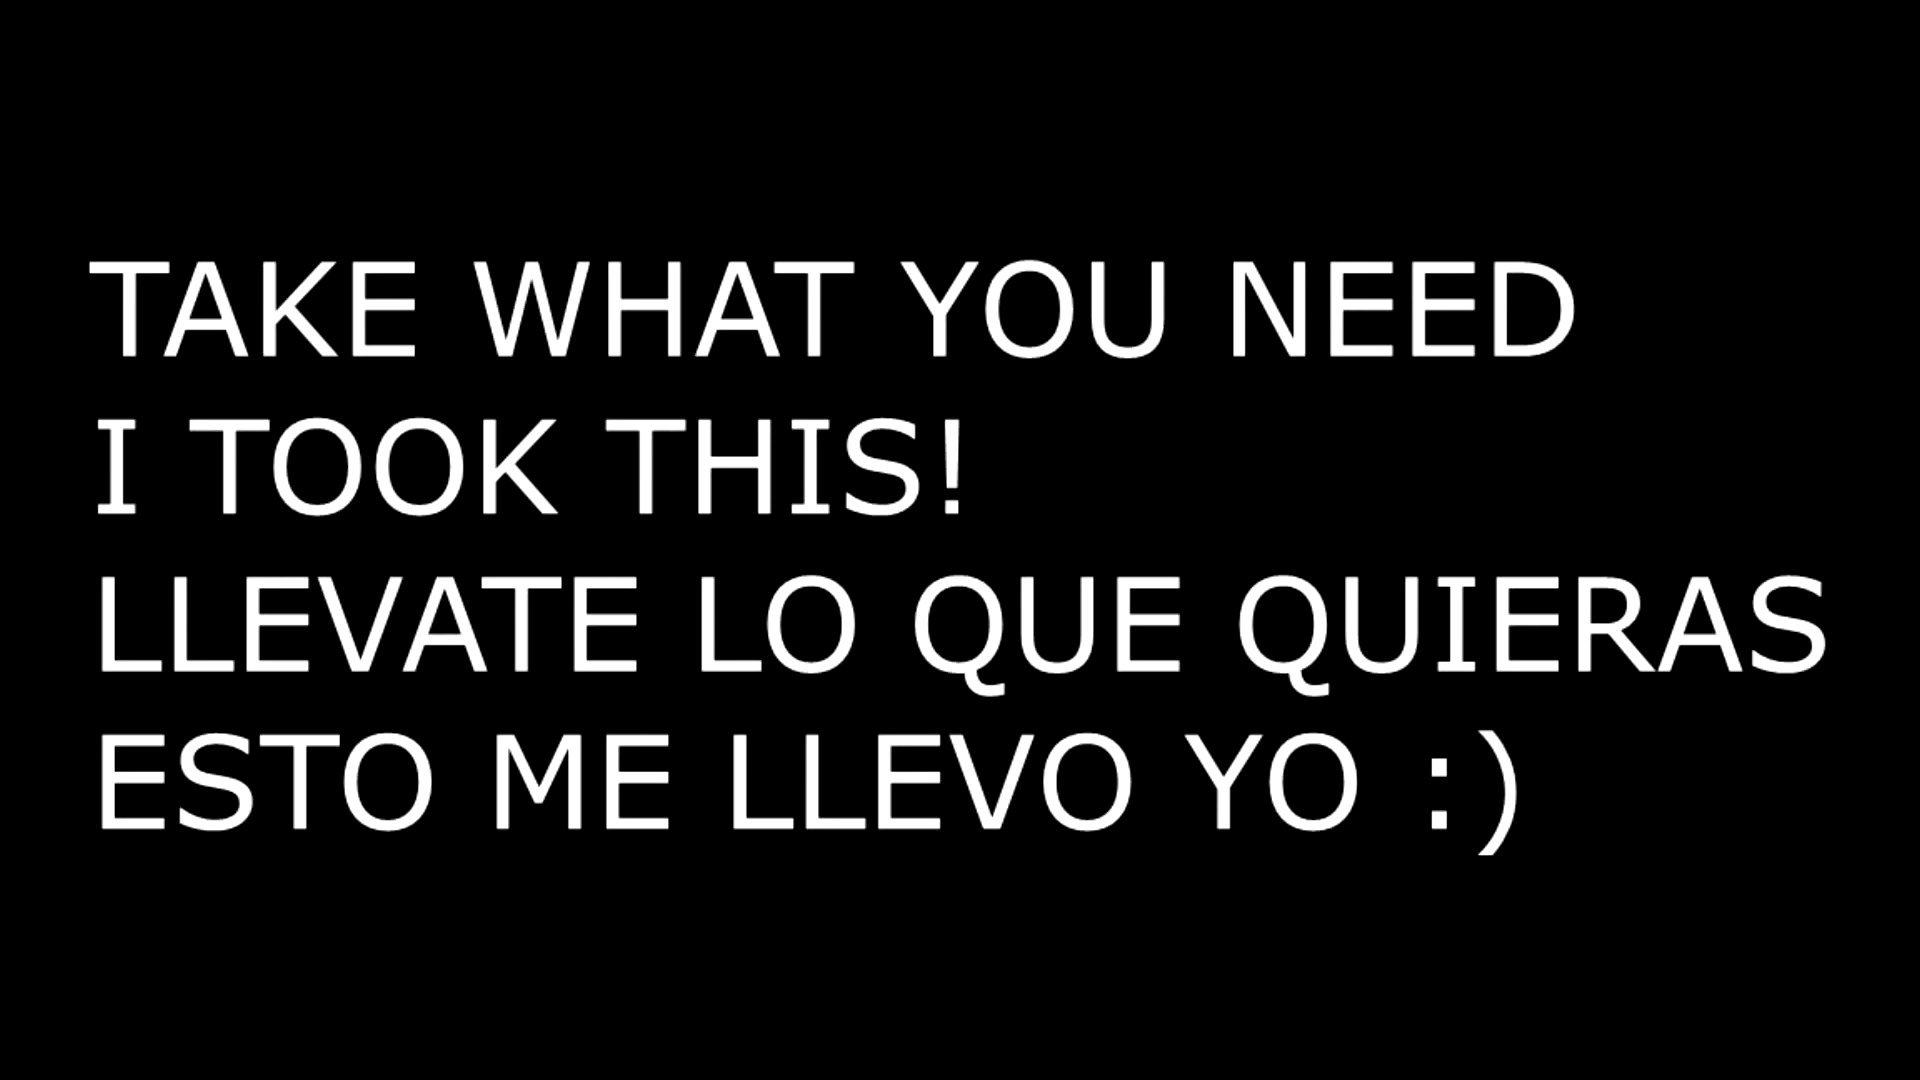 TAKE WHAT YOU NEED
I TOOK THIS!
LLEVATE LO QUE QUIERAS
ESTO ME LLEVO YO :)